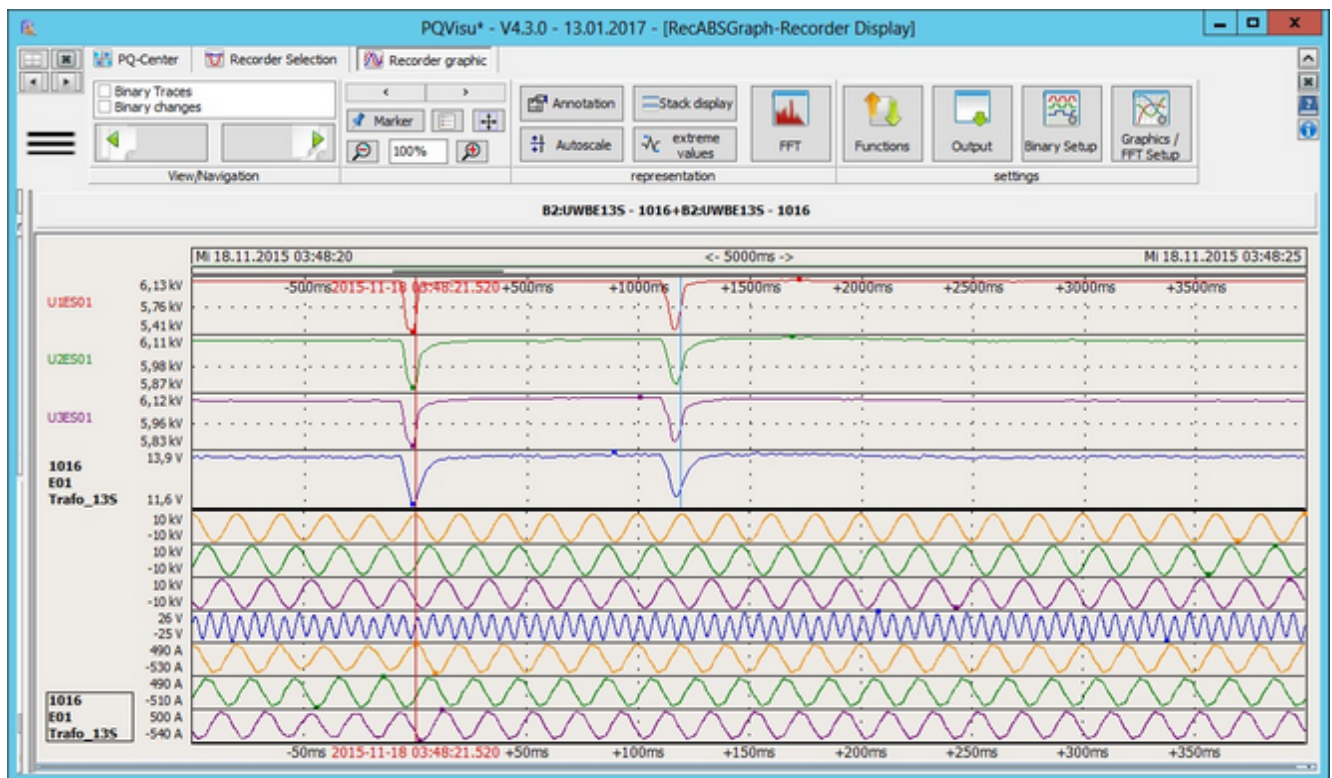 PQVisu* - V4.3.0 - 13.01.2017 - [RecABSGraph-Recorder Display]
PQ-Center
Recorder Selection
Recorder graphic
Binary Traces
Binary changes
< >
Marker
100%
Annotation
Stack display
Autoscale
extreme values
FFT
Functions
Output
Binary Setup
Graphics /
FFT Setup
View/Navigation
representation
settings
B2:UWBE13S - 1016+B2:UWBE13S - 1016
Mi 18.11.2015 03:48:20 <- 5000ms -> Mi 18.11.2015 03:48:25
-500ms 2015-11-18 03:48:21.520 +500ms +1000ms +1500ms +2000ms +2500ms +3000ms +3500ms
6,13 kV
U1ES01
5,76 kV
5,41 kV
6,11 kV
U2ES01
5,98 kV
5,87 kV
6,12 kV
U3ES01
5,96 kV
5,83 kV
1016 13,9 V
E01
Trafo_13S 11,6 V
10 kV
-10 kV
10 kV
-10 kV
10 kV
-10 kV
26 V
-25 V
490 A
-530 A
490 A
1016 -510 A
E01 500 A
Trafo_13S -540 A
-50ms 2015-11-18 03:48:21.520 +50ms +100ms +150ms +200ms +250ms +300ms +350ms